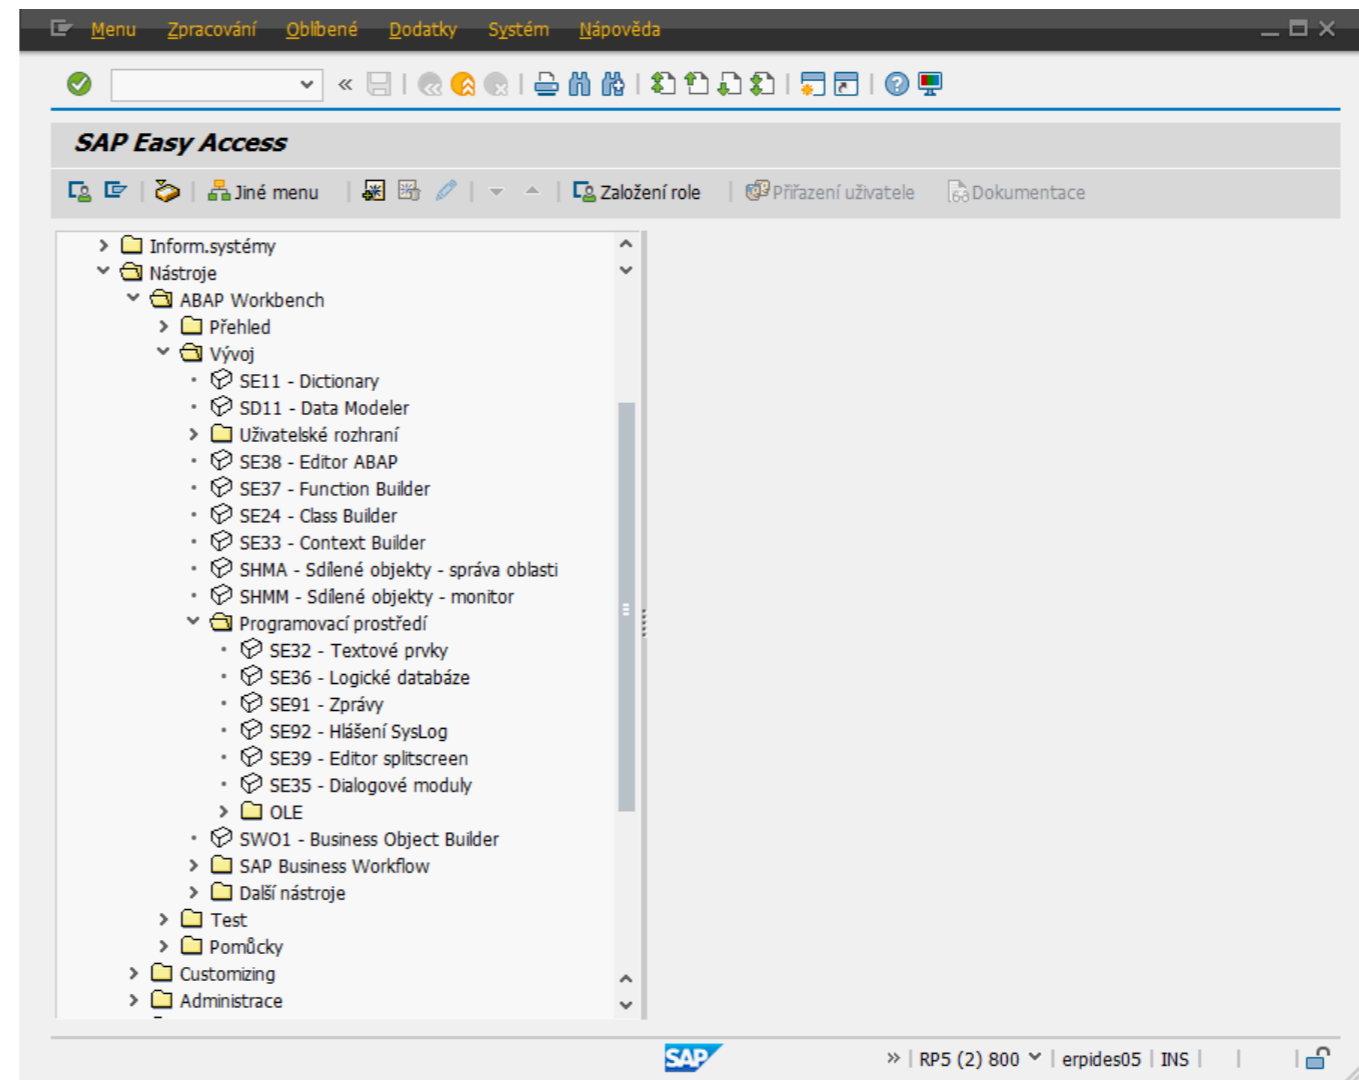 Menu Zpracování Oblíbené Dodatky Systém Nápověda
SAP Easy Access
Jiné menu Založení role Přiřazení uživatele Dokumentace
Inform.systémy
Nástroje
ABAP Workbench
Přehled
Vývoj
SE11 - Dictionary
SD11 - Data Modeler
Uživatelské rozhraní
SE38 - Editor ABAP
SE37 - Function Builder
SE24 - Class Builder
SE33 - Context Builder
SHMA - Sdílené objekty - správa oblasti
SHMM - Sdílené objekty - monitor
Programovací prostředí
SE32 - Textové prvky
SE36 - Logické databáze
SE91 - Zprávy
SE92 - Hlášení SysLog
SE39 - Editor splitscreen
SE35 - Dialogové moduly
OLE
SWO1 - Business Object Builder
SAP Business Workflow
Další nástroje
Test
Pomůcky
Customizing
Administrace
SAP » | RP5 (2) 800 | erpides05 | INS |